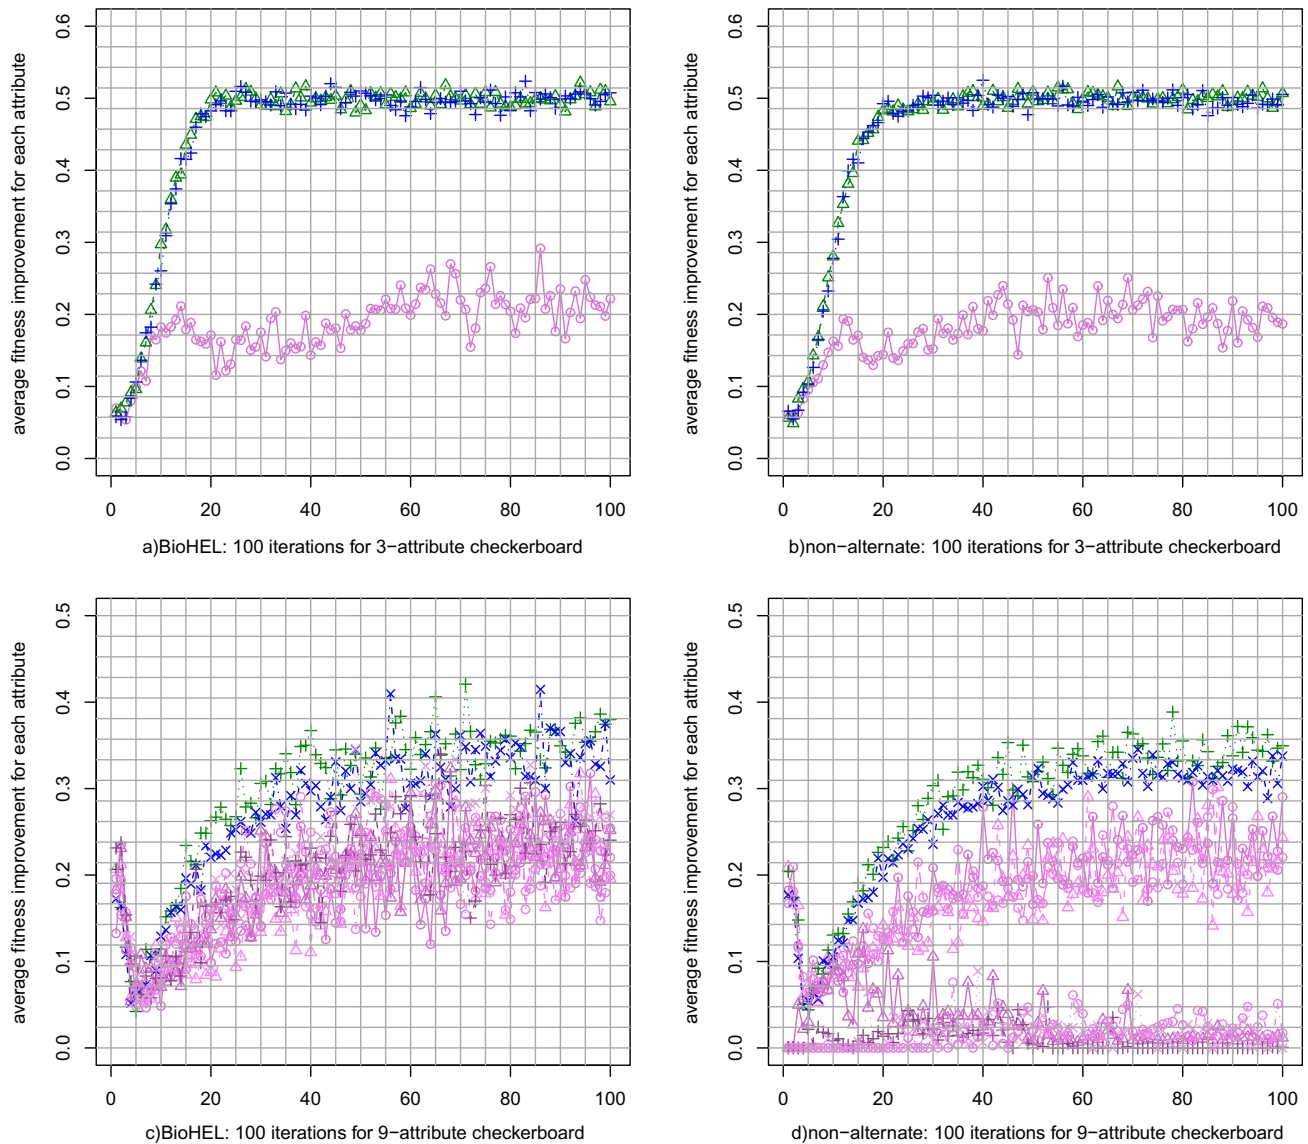 average fitness improvement for each attribute
0.6
0.5
0.4
0.3
0.2
0.1
0.0
0 20 40 60 80 100
a)BioHEL: 100 iterations for 3−attribute checkerboard
average fitness improvement for each attribute
0.6
0.5
0.4
0.3
0.2
0.1
0.0
0 20 40 60 80 100
b)non−alternate: 100 iterations for 3−attribute checkerboard
average fitness improvement for each attribute
0.5
0.4
0.3
0.2
0.1
0.0
0 20 40 60 80 100
c)BioHEL: 100 iterations for 9−attribute checkerboard
average fitness improvement for each attribute
0.5
0.4
0.3
0.2
0.1
0.0
0 20 40 60 80 100
d)non−alternate: 100 iterations for 9−attribute checkerboard